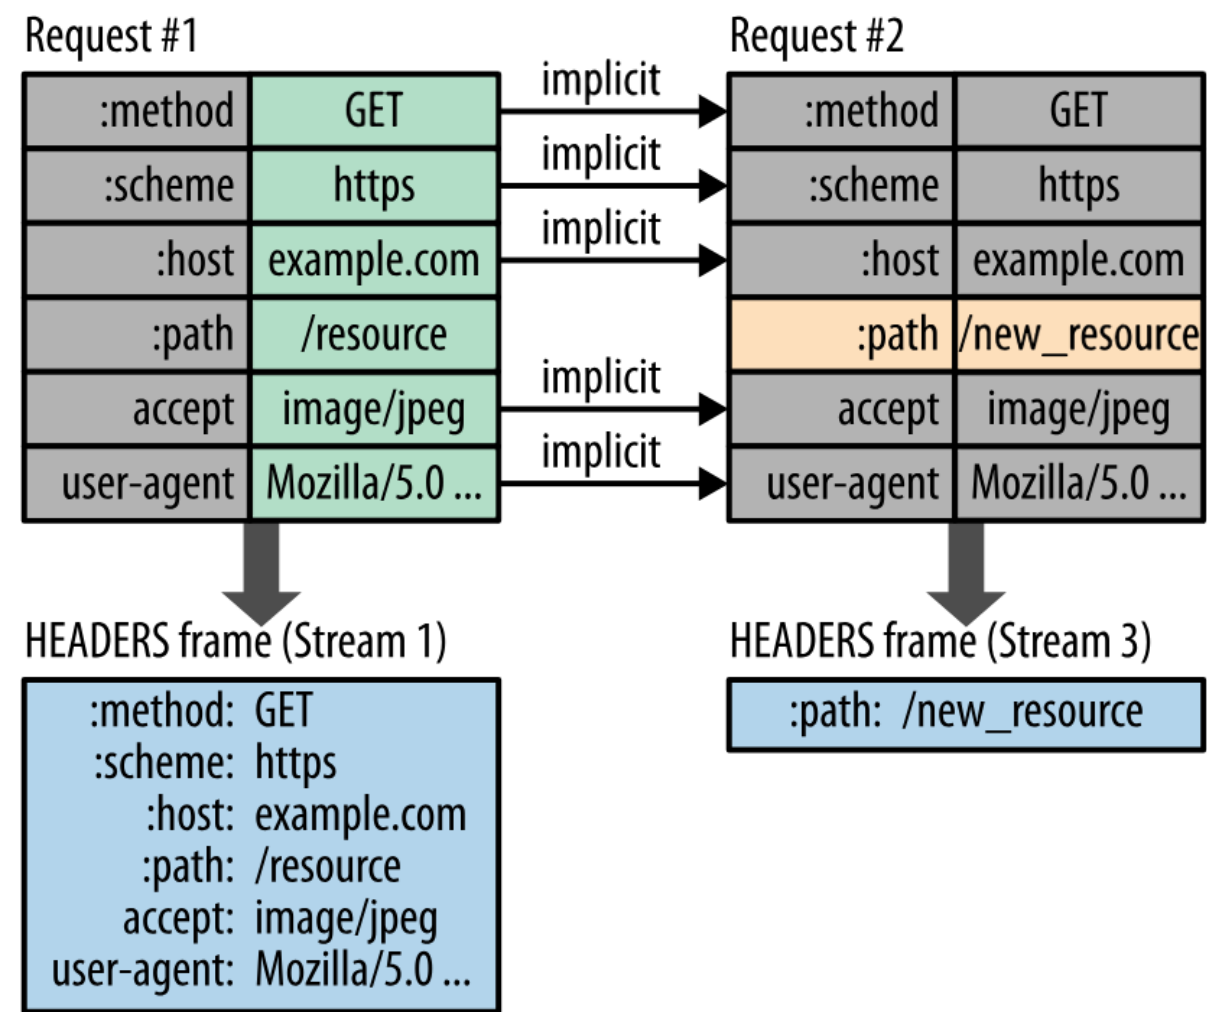 Request #1
:method GET
:scheme https
:host example.com
:path /resource
accept image/jpeg
user-agent Mozilla/5.0 ...
implicit
implicit
implicit
implicit
implicit
Request #2
:method GET
:scheme https
:host example.com
:path /new_resource
accept image/jpeg
user-agent Mozilla/5.0 ...
HEADERS frame (Stream 1)
:method: GET
:scheme: https
:host: example.com
:path: /resource
accept: image/jpeg
user-agent: Mozilla/5.0 ...
HEADERS frame (Stream 3)
:path: /new_resource